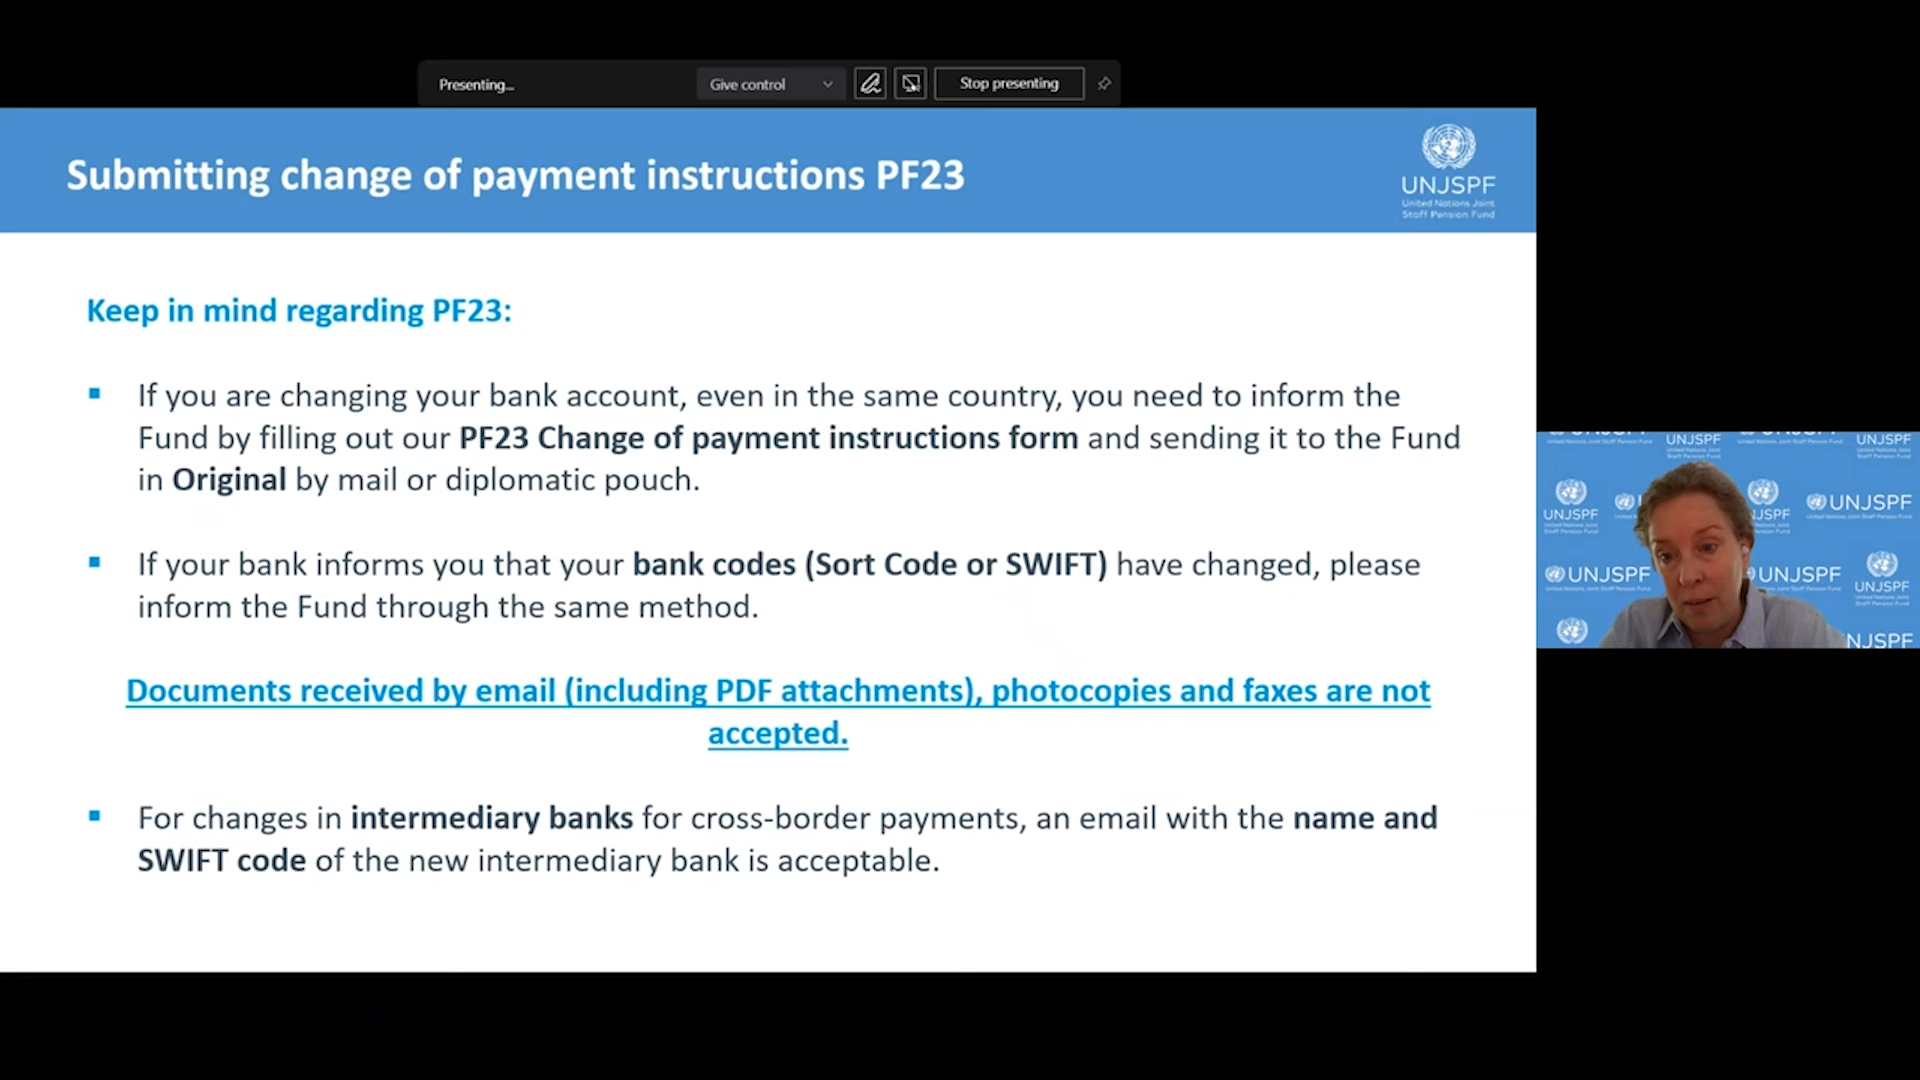 Presenting...
Give control
Stop presenting
Submitting change of payment instructions PF23
UNJSPF
United Nations Joint
Staff Pension Fund
Keep in mind regarding PF23:
If you are changing your bank account, even in the same country, you need to inform the
Fund by filling out our PF23 Change of payment instructions form and sending it to the Fund
in Original by mail or diplomatic pouch.
If your bank informs you that your bank codes (Sort Code or SWIFT) have changed, please
inform the Fund through the same method.
Documents received by email (including PDF attachments), photocopies and faxes are not
accepted.
For changes in intermediary banks for cross-border payments, an email with the name and
SWIFT code of the new intermediary bank is acceptable.
UNJSPF
UNJSPF
UNJSPF
UNJSPF
UNJSPF
UNJSPF
UNJSPF